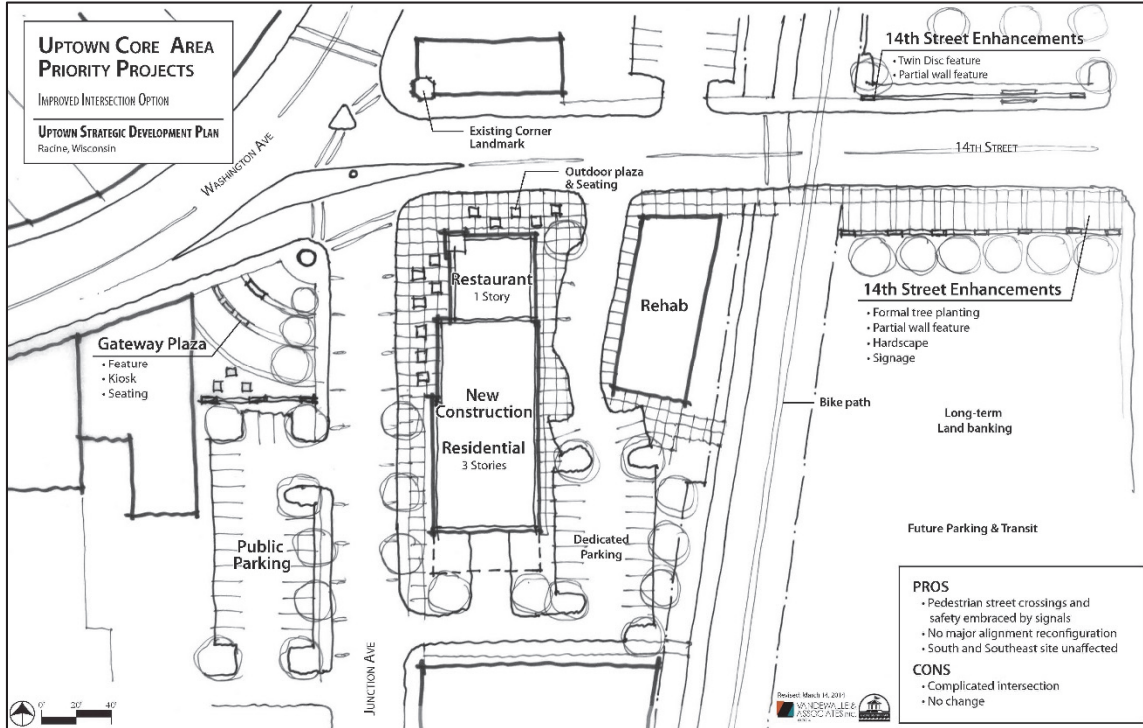 UPTOWN CORE AREA
PRIORITY PROJECTS
IMPROVED INTERSECTION OPTION
UPTOWN STRATEGIC DEVELOPMENT PLAN
Racine, Wisconsin
WASHINGTON AVE
Existing Corner
Landmark
14th Street Enhancements
• Twin Disc feature
• Partial wall feature
14TH STREET
Outdoor plaza
& Seating
Restaurant
1 Story
Rehab
14th Street Enhancements
• Formal tree planting
• Partial wall feature
• Hardscape
• Signage
Gateway Plaza
• Feature
• Kiosk
• Seating
New
Construction
Residential
3 Stories
Bike path
Long-term
Land banking
Public
Parking
Dedicated
Parking
Future Parking & Transit
JUNCTION AVE
PROS
• Pedestrian street crossings and
safety embraced by signals
• No major alignment reconfiguration
• South and Southeast site unaffected
CONS
• Complicated intersection
• No change
0' 20' 40'
Revised: March 14, 2014
VANDEWALLE &
ASSOCIATES INC.